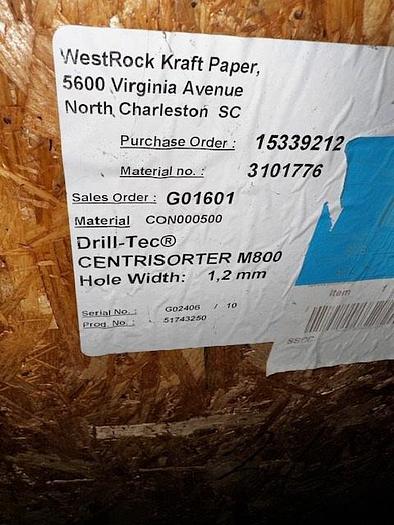 WestRock Kraft Paper,
5600 Virginia Avenue
North Charleston SC
Purchase Order : 15339212
Material no. : 3101776
Sales Order : G01601
Material CON000500
Drill-Tec®
CENTRISORTER M800
Hole Width: 1,2 mm
Serial No. : G02406 / 10
Prog. No. : 51743250
Item 1